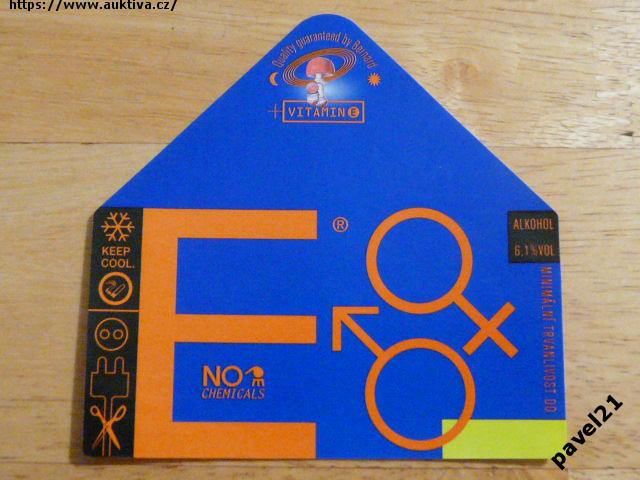 https://www.auktiva.cz/
Quality guaranteed by Bernard
VITAMIN E
E
®
KEEP
COOL.
NO
CHEMICALS
ALKOHOL
6,1%VOL
MINIMÁLNÍ TRVANLIVOST DO
pavel21